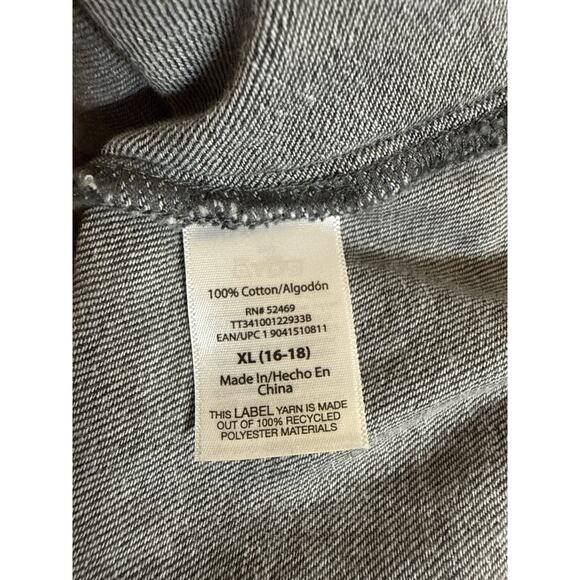 100% Cotton/Algodón
RN# 52469
TT34100122933B
EAN/UPC 1 9041510811
XL (16-18)
Made In/Hecho En
China
THIS LABEL YARN IS MADE
OUT OF 100% RECYCLED
POLYESTER MATERIALS